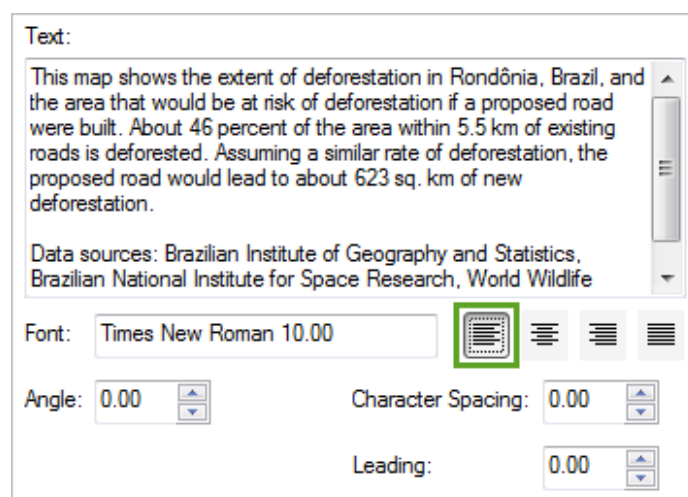 Text:
This map shows the extent of deforestation in Rondônia, Brazil, and
the area that would be at risk of deforestation if a proposed road
were built. About 46 percent of the area within 5.5 km of existing
roads is deforested. Assuming a similar rate of deforestation, the
proposed road would lead to about 623 sq. km of new
deforestation.
Data sources: Brazilian Institute of Geography and Statistics,
Brazilian National Institute for Space Research, World Wildlife
Font: Times New Roman 10.00
Angle: 0.00 Character Spacing: 0.00
Leading: 0.00